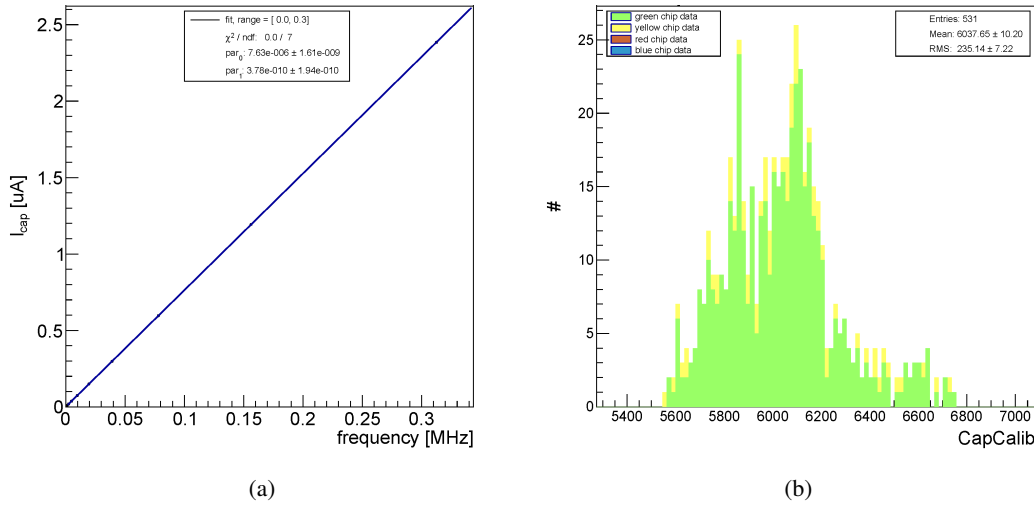 fit, range = [ 0.0, 0.3]
χ² / ndf: 0.0 / 7
par₀: 7.63e-006 ± 1.61e-009
par₁: 3.78e-010 ± 1.94e-010
I_cap [uA]
2.5
2
1.5
1
0.5
0
0 0.05 0.1 0.15 0.2 0.25 0.3
frequency [MHz]
(a)
green chip data
yellow chip data
red chip data
blue chip data
Entries: 531
Mean: 6037.65 ± 10.20
RMS: 235.14 ± 7.22
#
25
20
15
10
5
0
5400 5600 5800 6000 6200 6400 6600 6800 7000
CapCalib
(b)